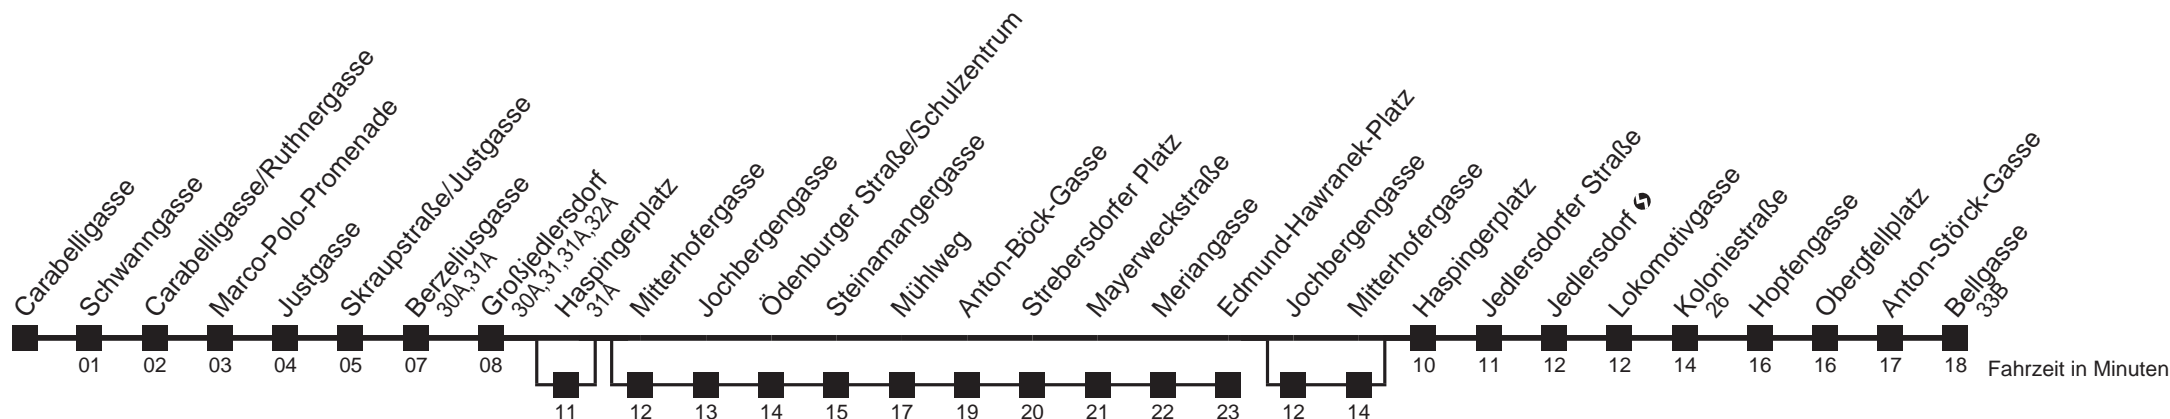 Carabelligasse
Schwanngasse
Carabelligasse/Ruthnergasse
Marco-Polo-Promenade
Justgasse
Skraupstraße/Justgasse
Berzeliusgasse
30A,31A
Großjedlersdorf
30A,31,31A,32A
Haspingerplatz
31A
Mitterhofergasse
Jochbergengasse
Ödenburger Straße/Schulzentrum
Steinamangergasse
Mühlweg
Anton-Böck-Gasse
Strebersdorfer Platz
Mayerweckstraße
Meriangasse
Edmund-Hawranek-Platz
Jochbergengasse
Mitterhofergasse
Haspingerplatz
Jedlersdorfer Straße
Jedlersdorf
Lokomotivgasse
Koloniestraße
26
Hopfengasse
Obergfellplatz
Anton-Störck-Gasse
Bellgasse
33B
01 02 03 04 05 07 08 10 11 12 12 14 16 16 17 18 Fahrzeit in Minuten
11 12 13 14 15 17 19 20 21 22 23 12 14